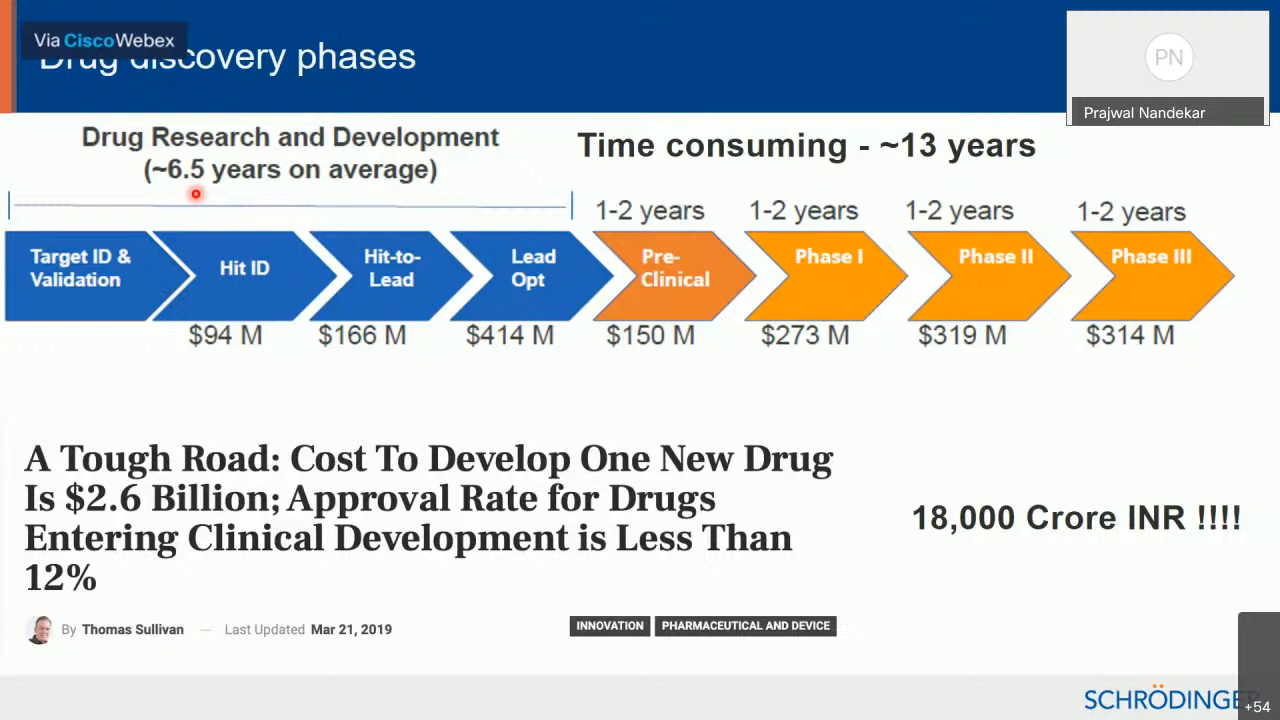 Via Cisco Webex
Drug discovery phases
PN
Prajwal Nandekar
Drug Research and Development
(~6.5 years on average)
Time consuming - ~13 years
1-2 years
1-2 years
1-2 years
1-2 years
Target ID &
Validation
Hit ID
Hit-to-
Lead
Lead
Opt
Pre-
Clinical
Phase I
Phase II
Phase III
$94 M
$166 M
$414 M
$150 M
$273 M
$319 M
$314 M
A Tough Road: Cost To Develop One New Drug
Is $2.6 Billion; Approval Rate for Drugs
Entering Clinical Development is Less Than
12%
18,000 Crore INR !!!!
By Thomas Sullivan — Last Updated Mar 21, 2019
INNOVATION
PHARMACEUTICAL AND DEVICE
SCHRÖDINGER
+54